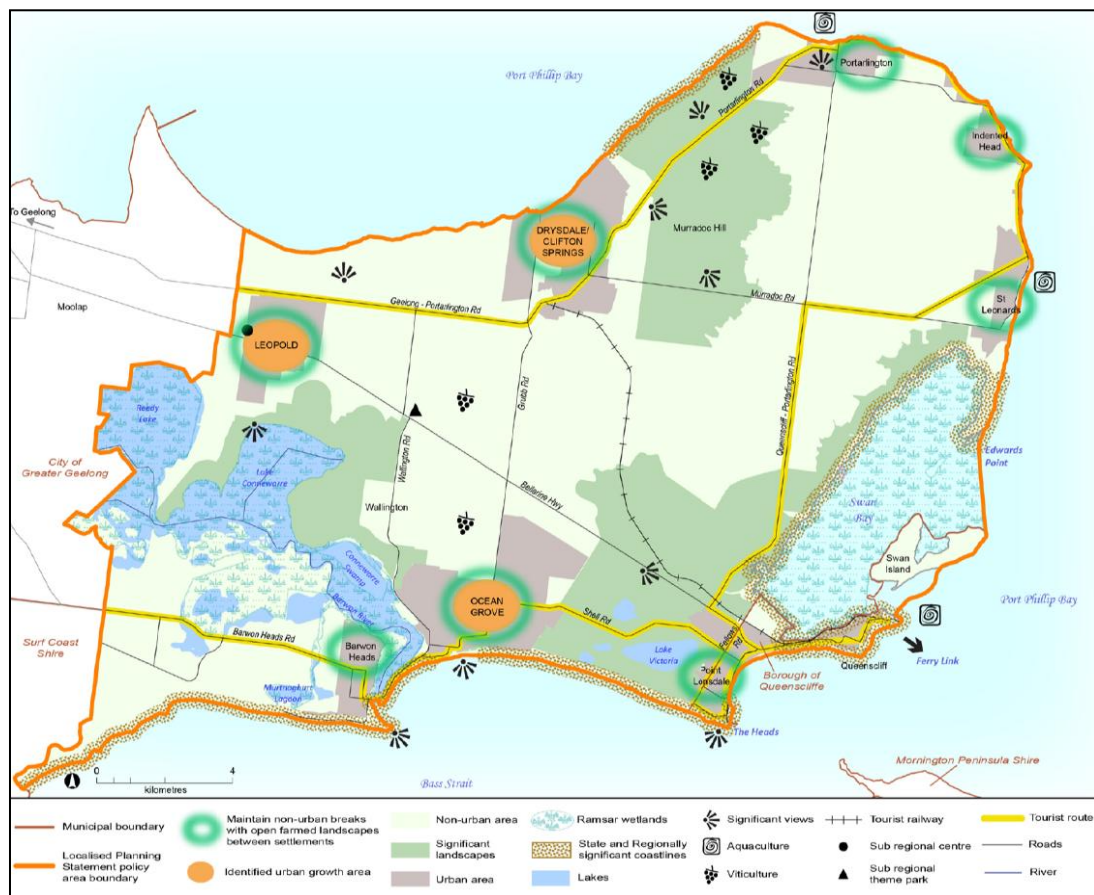 Port Phillip Bay
Portarlington
Portarlington Rd
Indented
Head
To Geelong
DRYSDALE/
CLIFTON
SPRINGS
Murradoc Hill
Moolap
Geelong - Portarlington Rd
Murradoc Rd
St
Leonards
LEOPOLD
Grubb Rd
Queenscliff - Portarlington Rd
Reedy
Lake
Wallington Rd
Edwards
Point
City of
Greater Geelong
Lake
Connewarre
Bellarine Hwy
Swan
Bay
Wallington
Swan
Island
Connewarre
Swamp
Barwon River
OCEAN
GROVE
Shell Rd
Port Phillip Bay
Surf Coast
Shire
Barwon Heads Rd
Barwon
Heads
Lake
Victoria
Fellows
Rd
Point
Lonsdale
Queenscliff
Ferry Link
Borough of
Queenscliffe
Murtnaghurt
Lagoon
The Heads
Mornington Peninsula Shire
Bass Strait
0 4
kilometres
Municipal boundary
Localised Planning
Statement policy
area boundary
Maintain non-urban breaks
with open farmed landscapes
between settlements
Identified urban growth area
Non-urban area
Significant
landscapes
Urban area
Ramsar wetlands
State and Regionally
significant coastlines
Lakes
Significant views
Aquaculture
Viticulture
Tourist railway
Sub regional centre
Sub regional
theme park
Tourist route
Roads
River